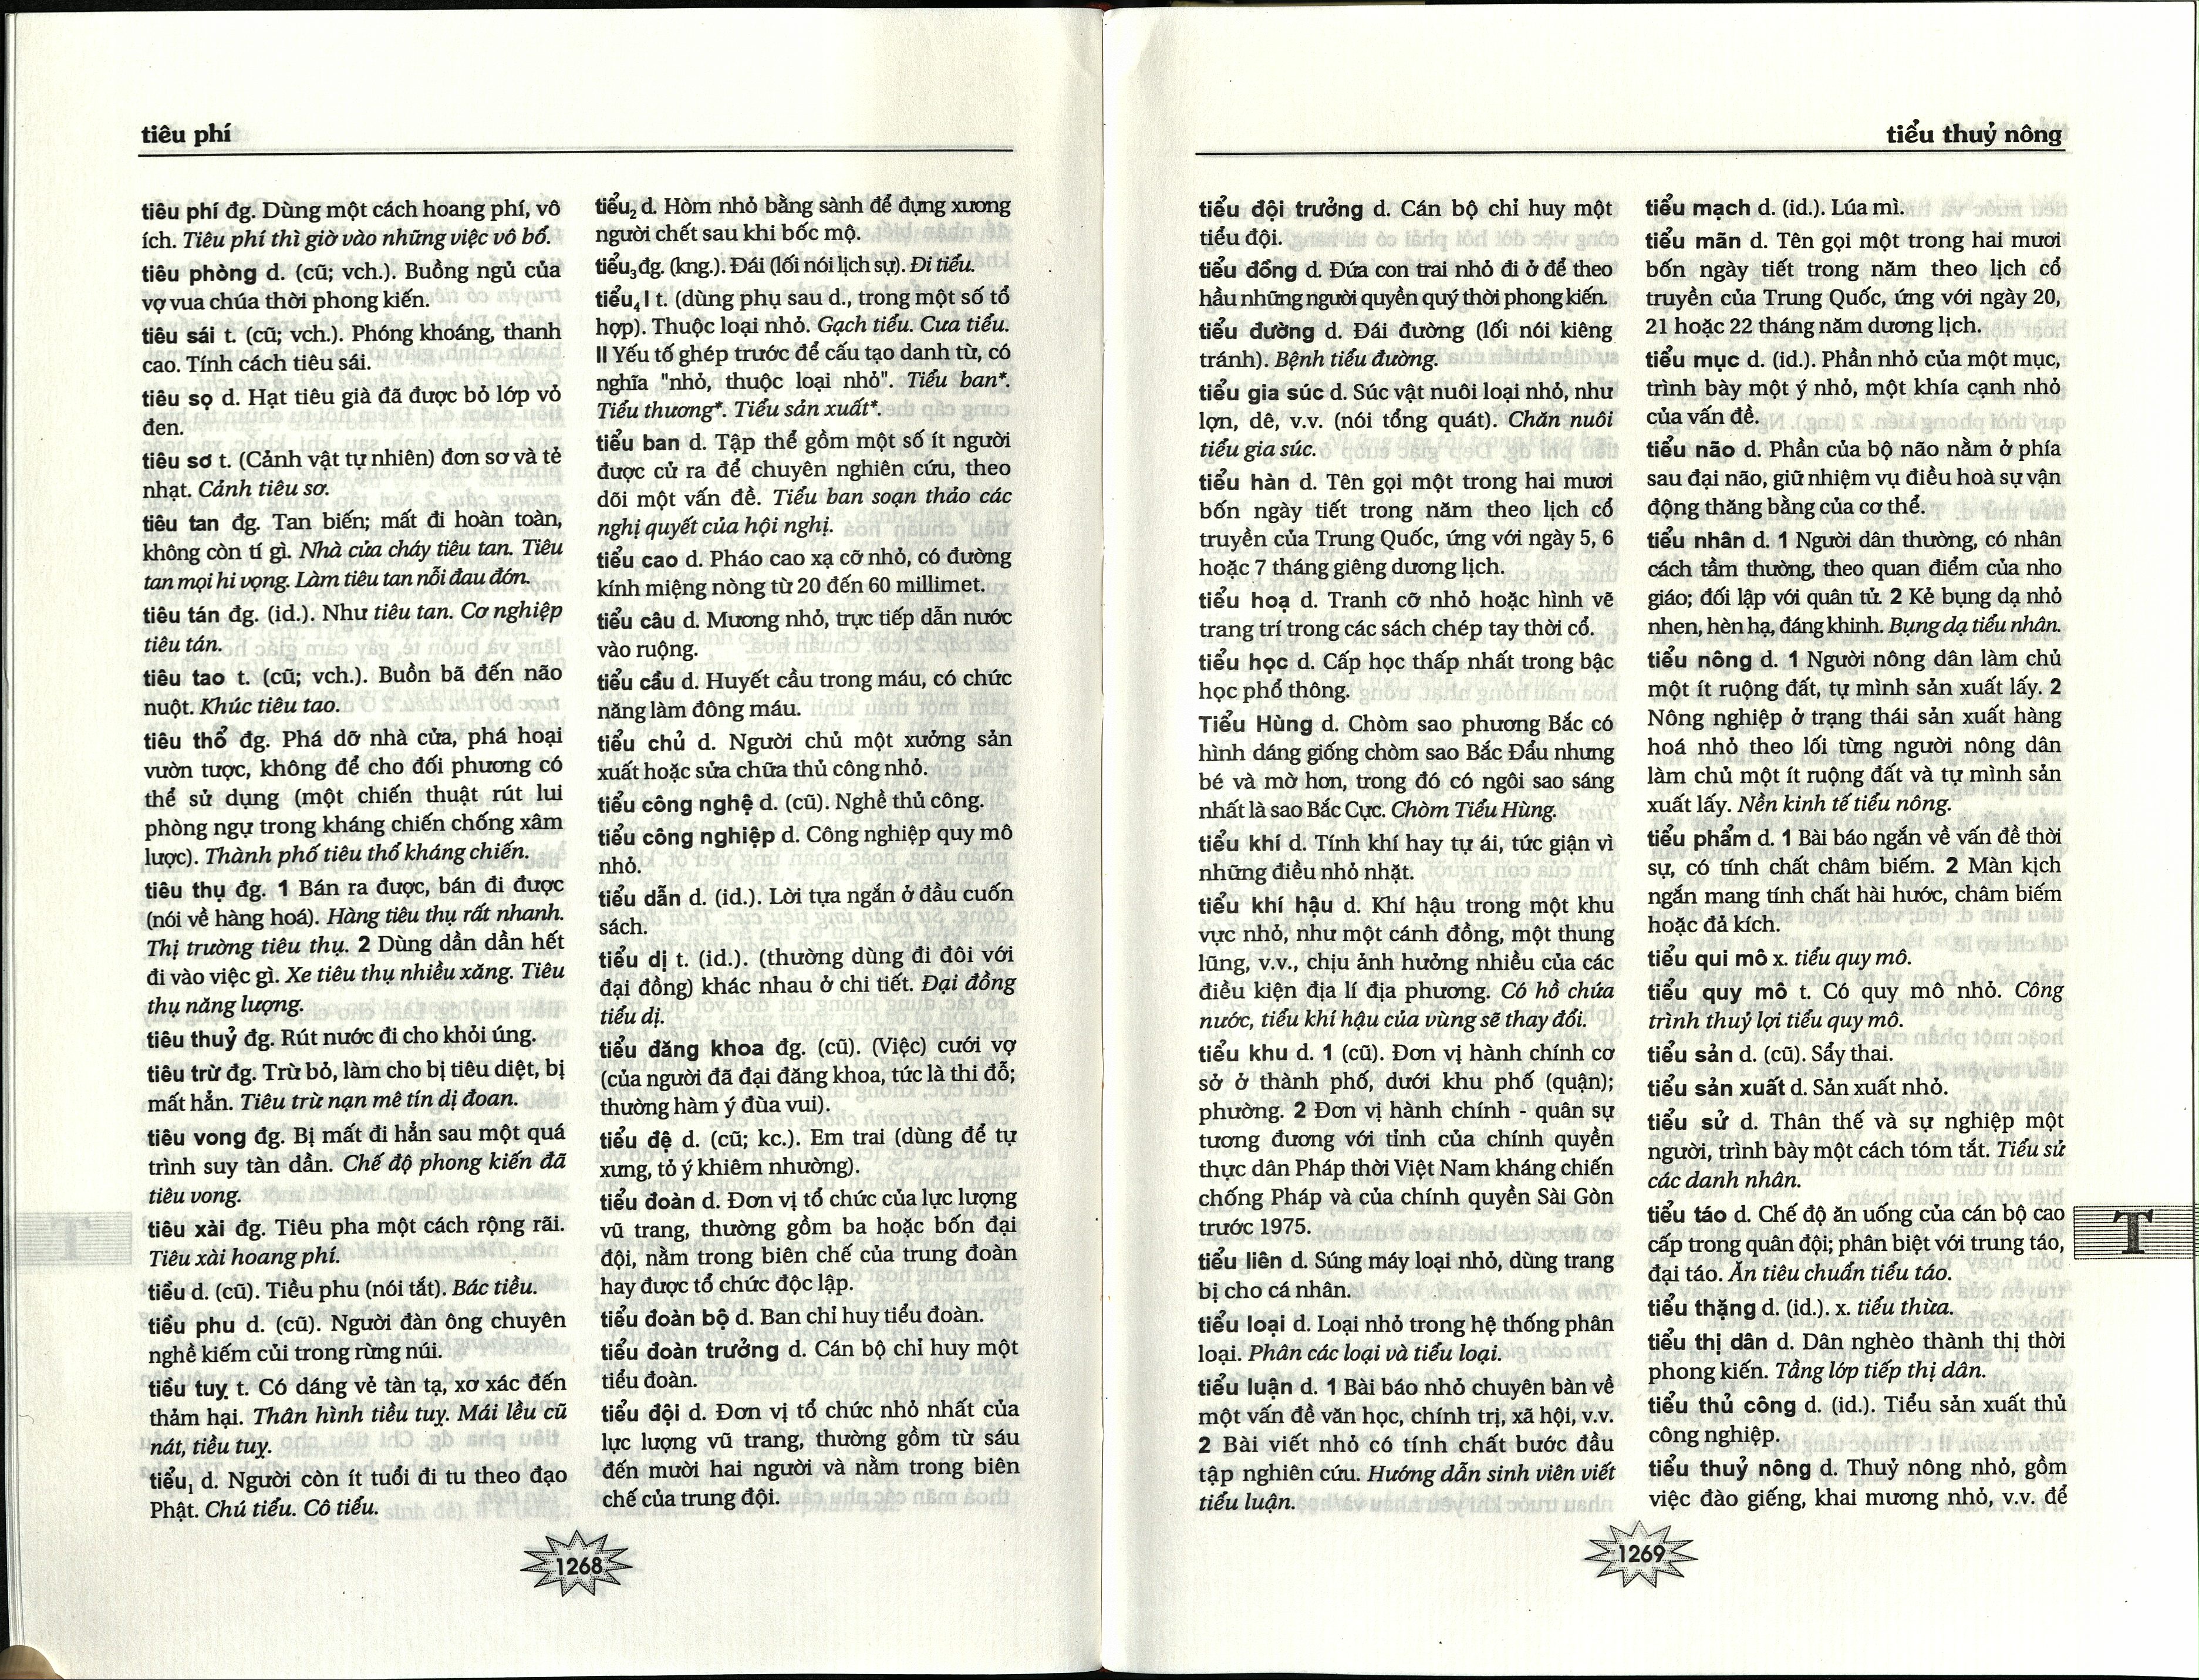 tiêu phí
tiêu phí đg. Dùng một cách hoang phí, vô
ích. Tiêu phí thì giờ vào những việc vô bổ.
tiêu phòng d. (cũ; vch.). Buồng ngủ của
vợ vua chúa thời phong kiến.
tiêu sái t. (cũ; vch.). Phóng khoáng, thanh
cao. Tính cách tiêu sái.
tiêu sọ d. Hạt tiêu già đã được bỏ lớp vỏ
đen.
tiêu sơ t. (Cảnh vật tự nhiên) đơn sơ và tẻ
nhạt. Cảnh tiêu sơ.
tiêu tan đg. Tan biến; mất đi hoàn toàn,
không còn tí gì. Nhà cửa cháy tiêu tan. Tiêu
tan mọi hi vọng. Làm tiêu tan nỗi đau đớn.
tiêu tán đg. (id.). Như tiêu tan. Cơ nghiệp
tiêu tán.
tiêu tao t. (cũ; vch.). Buồn bã đến não
nuột. Khúc tiêu tao.
tiêu thổ đg. Phá dỡ nhà cửa, phá hoại
vườn tược, không để cho đối phương có
thể sử dụng (một chiến thuật rút lui
phòng ngự trong kháng chiến chống xâm
lược). Thành phố tiêu thổ kháng chiến.
tiêu thụ đg. 1 Bán ra được, bán đi được
(nói về hàng hoá). Hàng tiêu thụ rất nhanh.
Thị trường tiêu thụ. 2 Dùng dần dần hết
đi vào việc gì. Xe tiêu thụ nhiều xăng. Tiêu
thụ năng lượng.
tiêu thuỷ đg. Rút nước đi cho khỏi úng.
tiêu trừ đg. Trừ bỏ, làm cho bị tiêu diệt, bị
mất hẳn. Tiêu trừ nạn mê tín dị đoan.
tiêu vong đg. Bị mất đi hẳn sau một quá
trình suy tàn dần. Chế độ phong kiến đã
tiêu vong.
tiêu xài đg. Tiêu pha một cách rộng rãi.
Tiêu xài hoang phí.
tiều d. (cũ). Tiều phu (nói tắt). Bác tiều.
tiều phu d. (cũ). Người đàn ông chuyên
nghề kiếm củi trong rừng núi.
tiều tuỵ t. Có dáng vẻ tàn tạ, xơ xác đến
thảm hại. Thân hình tiều tuỵ. Mái lều cũ
nát, tiều tuỵ.
tiểu₁ d. Người còn ít tuổi đi tu theo đạo
Phật. Chú tiểu. Cô tiểu.
tiểu₂ d. Hòm nhỏ bằng sành để đựng xương
người chết sau khi bốc mộ.
tiểu₃ đg. (kng.). Đái (lối nói lịch sự). Đi tiểu.
tiểu₄ I t. (dùng phụ sau d., trong một số tổ
hợp). Thuộc loại nhỏ. Gạch tiểu. Cưa tiểu.
II Yếu tố ghép trước để cấu tạo danh từ, có
nghĩa "nhỏ, thuộc loại nhỏ". Tiểu ban*.
Tiểu thương*. Tiểu sản xuất*.
tiểu ban d. Tập thể gồm một số ít người
được cử ra để chuyên nghiên cứu, theo
dõi một vấn đề. Tiểu ban soạn thảo các
nghị quyết của hội nghị.
tiểu cao d. Pháo cao xạ cỡ nhỏ, có đường
kính miệng nòng từ 20 đến 60 millimet.
tiểu câu d. Mương nhỏ, trực tiếp dẫn nước
vào ruộng.
tiểu cầu d. Huyết cầu trong máu, có chức
năng làm đông máu.
tiểu chủ d. Người chủ một xưởng sản
xuất hoặc sửa chữa thủ công nhỏ.
tiểu công nghệ d. (cũ). Nghề thủ công.
tiểu công nghiệp d. Công nghiệp quy mô
nhỏ.
tiểu dẫn d. (id.). Lời tựa ngắn ở đầu cuốn
sách.
tiểu dị t. (id.). (thường dùng đi đôi với
đại đồng) khác nhau ở chi tiết. Đại đồng
tiểu dị.
tiểu đăng khoa đg. (cũ). (Việc) cưới vợ
(của người đã đại đăng khoa, tức là thi đỗ;
thường hàm ý đùa vui).
tiểu đệ d. (cũ; kc.). Em trai (dùng để tự
xưng, tỏ ý khiêm nhường).
tiểu đoàn d. Đơn vị tổ chức của lực lượng
vũ trang, thường gồm ba hoặc bốn đại
đội, nằm trong biên chế của trung đoàn
hay được tổ chức độc lập.
tiểu đoàn bộ d. Ban chỉ huy tiểu đoàn.
tiểu đoàn trưởng d. Cán bộ chỉ huy một
tiểu đoàn.
tiểu đội d. Đơn vị tổ chức nhỏ nhất của
lực lượng vũ trang, thường gồm từ sáu
đến mười hai người và nằm trong biên
chế của trung đội.
1268
tiểu thuỷ nông
tiểu đội trưởng d. Cán bộ chỉ huy một
tiểu đội.
tiểu đồng d. Đứa con trai nhỏ đi ở để theo
hầu những người quyền quý thời phong kiến.
tiểu đường d. Đái đường (lối nói kiêng
tránh). Bệnh tiểu đường.
tiểu gia súc d. Súc vật nuôi loại nhỏ, như
lợn, dê, v.v. (nói tổng quát). Chăn nuôi
tiểu gia súc.
tiểu hàn d. Tên gọi một trong hai mươi
bốn ngày tiết trong năm theo lịch cổ
truyền của Trung Quốc, ứng với ngày 5, 6
hoặc 7 tháng giêng dương lịch.
tiểu hoạ d. Tranh cỡ nhỏ hoặc hình vẽ
trang trí trong các sách chép tay thời cổ.
tiểu học d. Cấp học thấp nhất trong bậc
học phổ thông.
Tiểu Hùng d. Chòm sao phương Bắc có
hình dáng giống chòm sao Bắc Đẩu nhưng
bé và mờ hơn, trong đó có ngôi sao sáng
nhất là sao Bắc Cực. Chòm Tiểu Hùng.
tiểu khí d. Tính khí hay tự ái, tức giận vì
những điều nhỏ nhặt.
tiểu khí hậu d. Khí hậu trong một khu
vực nhỏ, như một cánh đồng, một thung
lũng, v.v., chịu ảnh hưởng nhiều của các
điều kiện địa lí địa phương. Có hồ chứa
nước, tiểu khí hậu của vùng sẽ thay đổi.
tiểu khu d. 1 (cũ). Đơn vị hành chính cơ
sở ở thành phố, dưới khu phố (quận);
phường. 2 Đơn vị hành chính - quân sự
tương đương với tỉnh của chính quyền
thực dân Pháp thời Việt Nam kháng chiến
chống Pháp và của chính quyền Sài Gòn
trước 1975.
tiểu liên d. Súng máy loại nhỏ, dùng trang
bị cho cá nhân.
tiểu loại d. Loại nhỏ trong hệ thống phân
loại. Phân các loại và tiểu loại.
tiểu luận d. 1 Bài báo nhỏ chuyên bàn về
một vấn đề văn học, chính trị, xã hội, v.v.
2 Bài viết nhỏ có tính chất bước đầu
tập nghiên cứu. Hướng dẫn sinh viên viết
tiểu luận.
tiểu mạch d. (id.). Lúa mì.
tiểu mãn d. Tên gọi một trong hai mươi
bốn ngày tiết trong năm theo lịch cổ
truyền của Trung Quốc, ứng với ngày 20,
21 hoặc 22 tháng năm dương lịch.
tiểu mục d. (id.). Phần nhỏ của một mục,
trình bày một ý nhỏ, một khía cạnh nhỏ
của vấn đề.
tiểu não d. Phần của bộ não nằm ở phía
sau đại não, giữ nhiệm vụ điều hoà sự vận
động thăng bằng của cơ thể.
tiểu nhân d. 1 Người dân thường, có nhân
cách tầm thường, theo quan điểm của nho
giáo; đối lập với quân tử. 2 Kẻ bụng dạ nhỏ
nhen, hèn hạ, đáng khinh. Bụng dạ tiểu nhân.
tiểu nông d. 1 Người nông dân làm chủ
một ít ruộng đất, tự mình sản xuất lấy. 2
Nông nghiệp ở trạng thái sản xuất hàng
hoá nhỏ theo lối từng người nông dân
làm chủ một ít ruộng đất và tự mình sản
xuất lấy. Nền kinh tế tiểu nông.
tiểu phẩm d. 1 Bài báo ngắn về vấn đề thời
sự, có tính chất châm biếm. 2 Màn kịch
ngắn mang tính chất hài hước, châm biếm
hoặc đả kích.
tiểu qui mô x. tiểu quy mô.
tiểu quy mô t. Có quy mô nhỏ. Công
trình thuỷ lợi tiểu quy mô.
tiểu sản d. (cũ). Sẩy thai.
tiểu sản xuất d. Sản xuất nhỏ.
tiểu sử d. Thân thế và sự nghiệp một
người, trình bày một cách tóm tắt. Tiểu sử
các danh nhân.
tiểu táo d. Chế độ ăn uống của cán bộ cao
cấp trong quân đội; phân biệt với trung táo,
đại táo. Ăn tiêu chuẩn tiểu táo.
tiểu thặng d. (id.). x. tiểu thừa.
tiểu thị dân d. Dân nghèo thành thị thời
phong kiến. Tầng lớp tiếp thị dân.
tiểu thủ công d. (id.). Tiểu sản xuất thủ
công nghiệp.
tiểu thuỷ nông d. Thuỷ nông nhỏ, gồm
việc đào giếng, khai mương nhỏ, v.v. để
T
1269